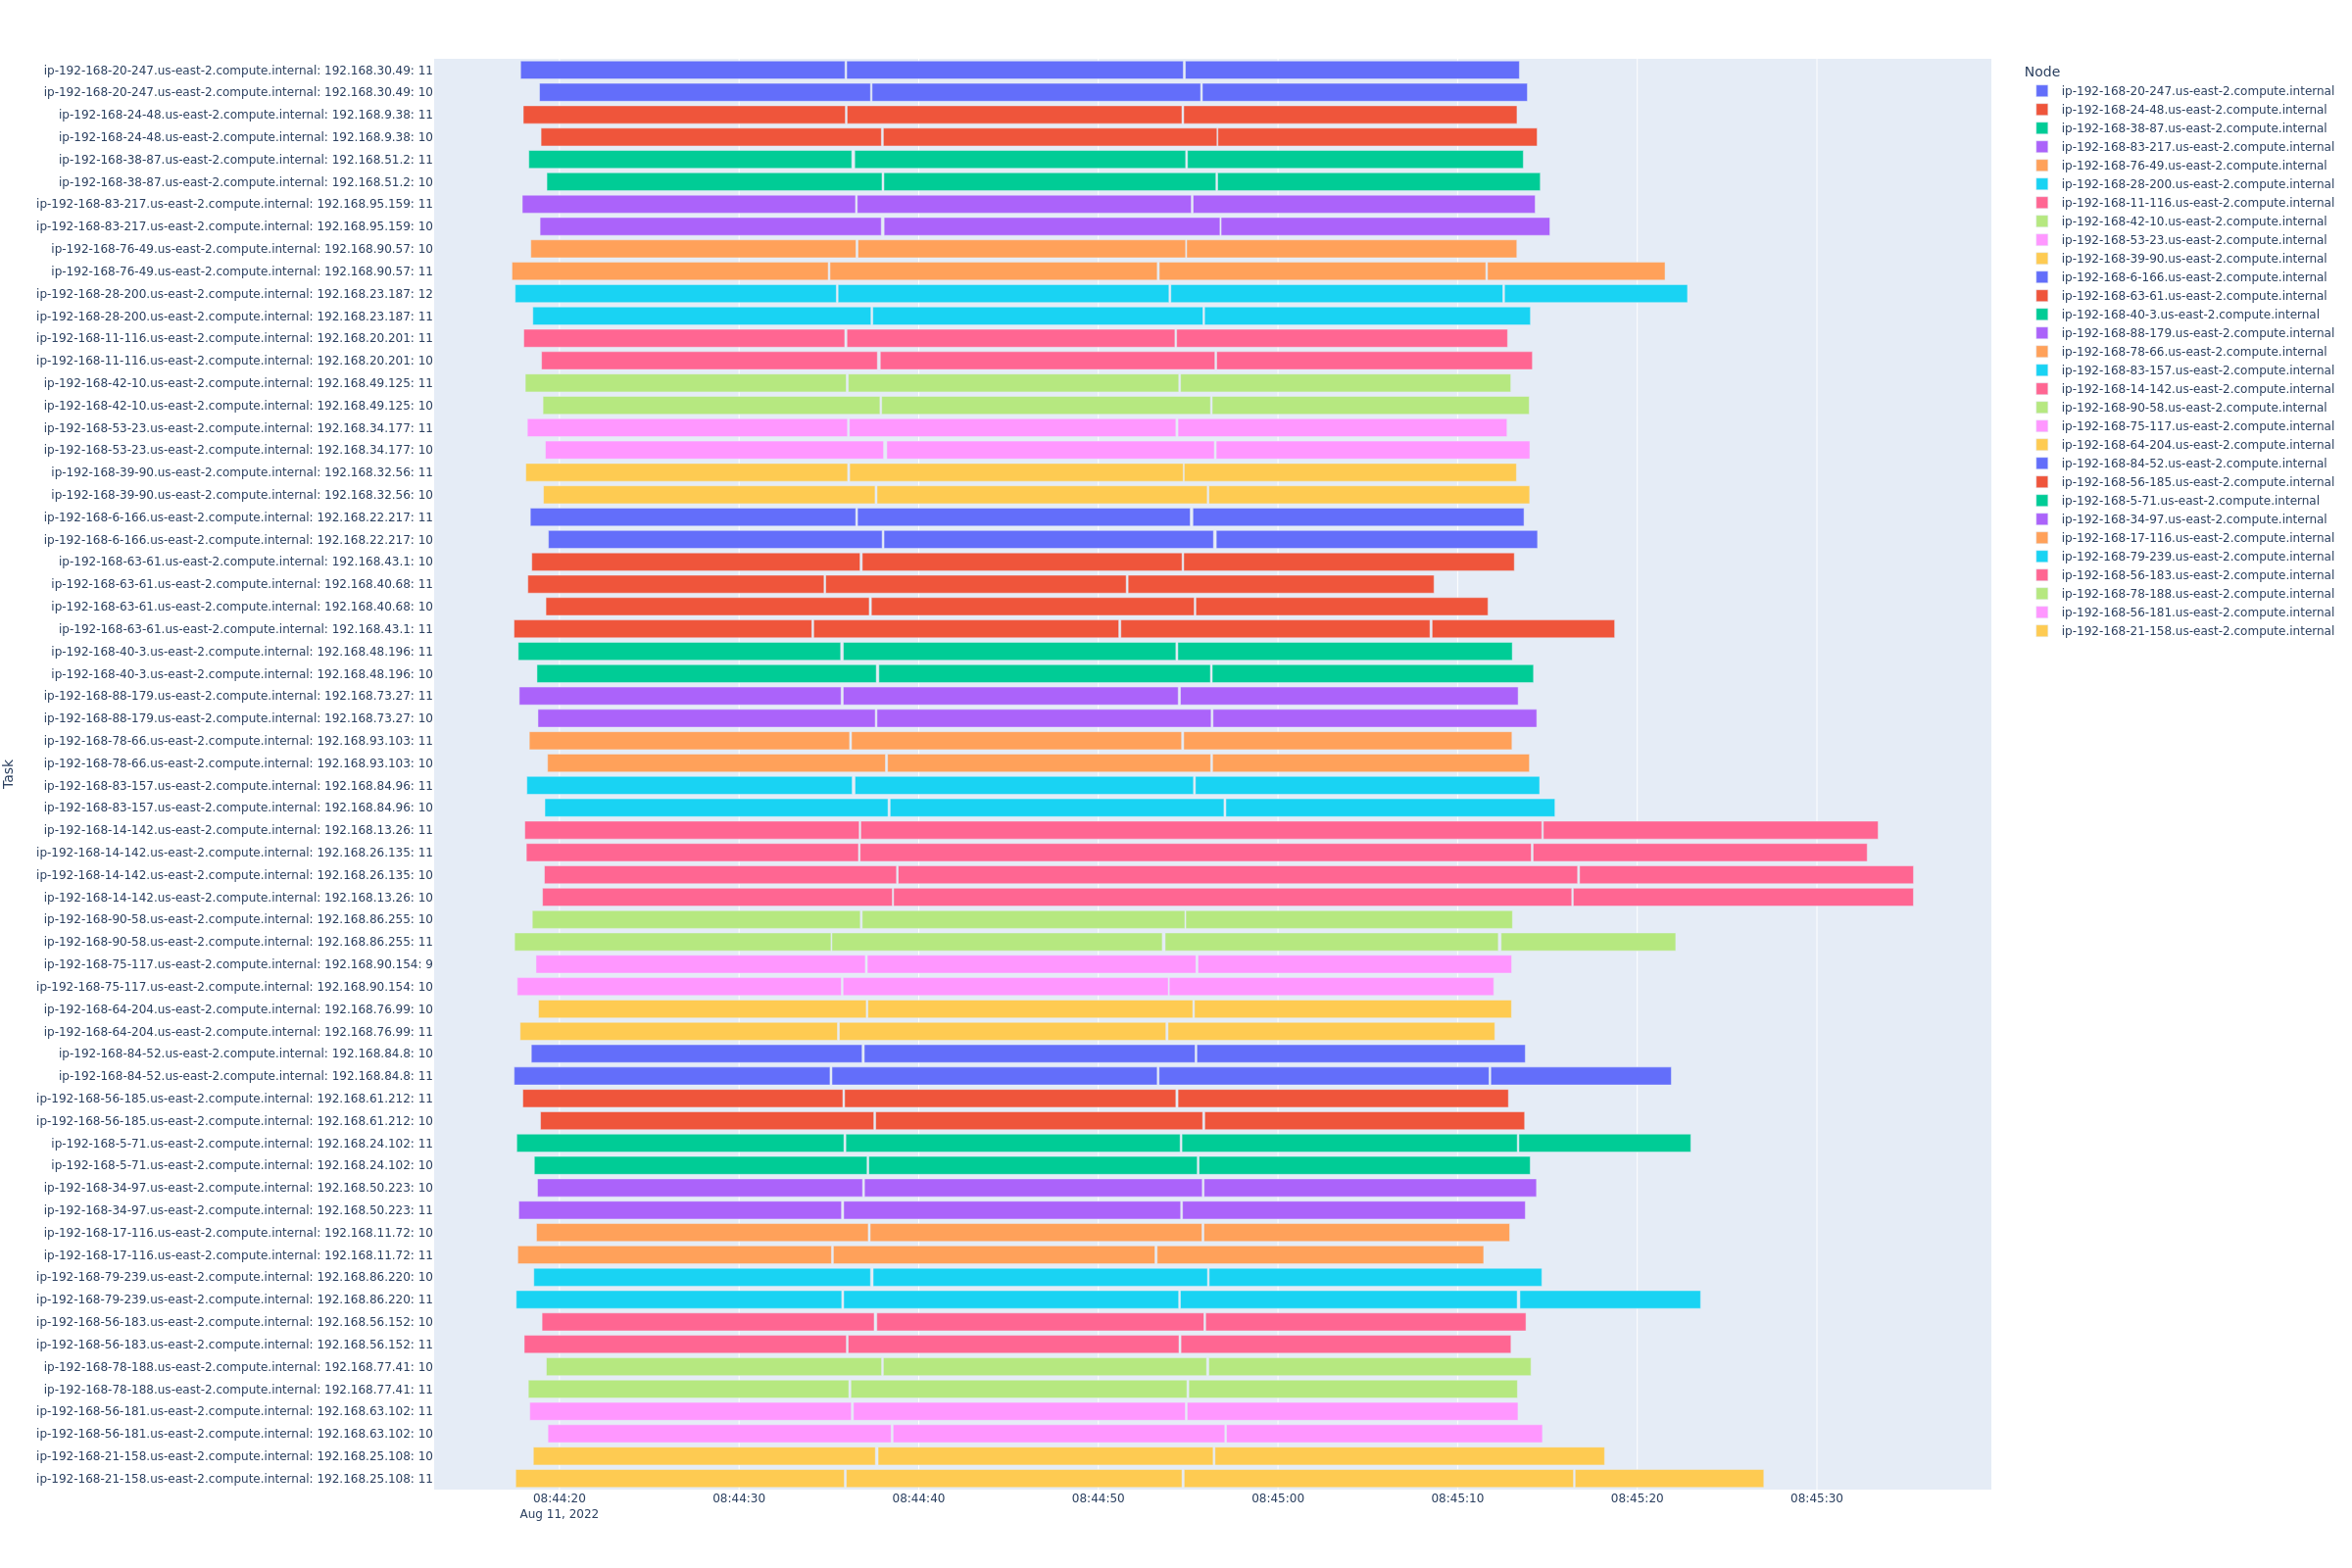 ip-192-168-20-247.us-east-2.compute.internal: 192.168.30.49: 11
ip-192-168-20-247.us-east-2.compute.internal: 192.168.30.49: 10
ip-192-168-24-48.us-east-2.compute.internal: 192.168.9.38: 11
ip-192-168-24-48.us-east-2.compute.internal: 192.168.9.38: 10
ip-192-168-38-87.us-east-2.compute.internal: 192.168.51.2: 11
ip-192-168-38-87.us-east-2.compute.internal: 192.168.51.2: 10
ip-192-168-83-217.us-east-2.compute.internal: 192.168.95.159: 11
ip-192-168-83-217.us-east-2.compute.internal: 192.168.95.159: 10
ip-192-168-76-49.us-east-2.compute.internal: 192.168.90.57: 10
ip-192-168-76-49.us-east-2.compute.internal: 192.168.90.57: 11
ip-192-168-28-200.us-east-2.compute.internal: 192.168.23.187: 12
ip-192-168-28-200.us-east-2.compute.internal: 192.168.23.187: 11
ip-192-168-11-116.us-east-2.compute.internal: 192.168.20.201: 11
ip-192-168-11-116.us-east-2.compute.internal: 192.168.20.201: 10
ip-192-168-42-10.us-east-2.compute.internal: 192.168.49.125: 11
ip-192-168-42-10.us-east-2.compute.internal: 192.168.49.125: 10
ip-192-168-53-23.us-east-2.compute.internal: 192.168.34.177: 11
ip-192-168-53-23.us-east-2.compute.internal: 192.168.34.177: 10
ip-192-168-39-90.us-east-2.compute.internal: 192.168.32.56: 11
ip-192-168-39-90.us-east-2.compute.internal: 192.168.32.56: 10
ip-192-168-6-166.us-east-2.compute.internal: 192.168.22.217: 11
ip-192-168-6-166.us-east-2.compute.internal: 192.168.22.217: 10
ip-192-168-63-61.us-east-2.compute.internal: 192.168.43.1: 10
ip-192-168-63-61.us-east-2.compute.internal: 192.168.40.68: 11
ip-192-168-63-61.us-east-2.compute.internal: 192.168.40.68: 10
ip-192-168-63-61.us-east-2.compute.internal: 192.168.43.1: 11
ip-192-168-40-3.us-east-2.compute.internal: 192.168.48.196: 11
ip-192-168-40-3.us-east-2.compute.internal: 192.168.48.196: 10
ip-192-168-88-179.us-east-2.compute.internal: 192.168.73.27: 11
ip-192-168-88-179.us-east-2.compute.internal: 192.168.73.27: 10
ip-192-168-78-66.us-east-2.compute.internal: 192.168.93.103: 11
ip-192-168-78-66.us-east-2.compute.internal: 192.168.93.103: 10
ip-192-168-83-157.us-east-2.compute.internal: 192.168.84.96: 11
ip-192-168-83-157.us-east-2.compute.internal: 192.168.84.96: 10
ip-192-168-14-142.us-east-2.compute.internal: 192.168.13.26: 11
ip-192-168-14-142.us-east-2.compute.internal: 192.168.26.135: 11
ip-192-168-14-142.us-east-2.compute.internal: 192.168.26.135: 10
ip-192-168-14-142.us-east-2.compute.internal: 192.168.13.26: 10
ip-192-168-90-58.us-east-2.compute.internal: 192.168.86.255: 10
ip-192-168-90-58.us-east-2.compute.internal: 192.168.86.255: 11
ip-192-168-75-117.us-east-2.compute.internal: 192.168.90.154: 9
ip-192-168-75-117.us-east-2.compute.internal: 192.168.90.154: 10
ip-192-168-64-204.us-east-2.compute.internal: 192.168.76.99: 10
ip-192-168-64-204.us-east-2.compute.internal: 192.168.76.99: 11
ip-192-168-84-52.us-east-2.compute.internal: 192.168.84.8: 10
ip-192-168-84-52.us-east-2.compute.internal: 192.168.84.8: 11
ip-192-168-56-185.us-east-2.compute.internal: 192.168.61.212: 11
ip-192-168-56-185.us-east-2.compute.internal: 192.168.61.212: 10
ip-192-168-5-71.us-east-2.compute.internal: 192.168.24.102: 11
ip-192-168-5-71.us-east-2.compute.internal: 192.168.24.102: 10
ip-192-168-34-97.us-east-2.compute.internal: 192.168.50.223: 10
ip-192-168-34-97.us-east-2.compute.internal: 192.168.50.223: 11
ip-192-168-17-116.us-east-2.compute.internal: 192.168.11.72: 10
ip-192-168-17-116.us-east-2.compute.internal: 192.168.11.72: 11
ip-192-168-79-239.us-east-2.compute.internal: 192.168.86.220: 10
ip-192-168-79-239.us-east-2.compute.internal: 192.168.86.220: 11
ip-192-168-56-183.us-east-2.compute.internal: 192.168.56.152: 10
ip-192-168-56-183.us-east-2.compute.internal: 192.168.56.152: 11
ip-192-168-78-188.us-east-2.compute.internal: 192.168.77.41: 10
ip-192-168-78-188.us-east-2.compute.internal: 192.168.77.41: 11
ip-192-168-56-181.us-east-2.compute.internal: 192.168.63.102: 11
ip-192-168-56-181.us-east-2.compute.internal: 192.168.63.102: 10
ip-192-168-21-158.us-east-2.compute.internal: 192.168.25.108: 10
ip-192-168-21-158.us-east-2.compute.internal: 192.168.25.108: 11
Task
08:44:20 08:44:30 08:44:40 08:44:50 08:45:00 08:45:10 08:45:20 08:45:30
Aug 11, 2022
Node
ip-192-168-20-247.us-east-2.compute.internal
ip-192-168-24-48.us-east-2.compute.internal
ip-192-168-38-87.us-east-2.compute.internal
ip-192-168-83-217.us-east-2.compute.internal
ip-192-168-76-49.us-east-2.compute.internal
ip-192-168-28-200.us-east-2.compute.internal
ip-192-168-11-116.us-east-2.compute.internal
ip-192-168-42-10.us-east-2.compute.internal
ip-192-168-53-23.us-east-2.compute.internal
ip-192-168-39-90.us-east-2.compute.internal
ip-192-168-6-166.us-east-2.compute.internal
ip-192-168-63-61.us-east-2.compute.internal
ip-192-168-40-3.us-east-2.compute.internal
ip-192-168-88-179.us-east-2.compute.internal
ip-192-168-78-66.us-east-2.compute.internal
ip-192-168-83-157.us-east-2.compute.internal
ip-192-168-14-142.us-east-2.compute.internal
ip-192-168-90-58.us-east-2.compute.internal
ip-192-168-75-117.us-east-2.compute.internal
ip-192-168-64-204.us-east-2.compute.internal
ip-192-168-84-52.us-east-2.compute.internal
ip-192-168-56-185.us-east-2.compute.internal
ip-192-168-5-71.us-east-2.compute.internal
ip-192-168-34-97.us-east-2.compute.internal
ip-192-168-17-116.us-east-2.compute.internal
ip-192-168-79-239.us-east-2.compute.internal
ip-192-168-56-183.us-east-2.compute.internal
ip-192-168-78-188.us-east-2.compute.internal
ip-192-168-56-181.us-east-2.compute.internal
ip-192-168-21-158.us-east-2.compute.internal